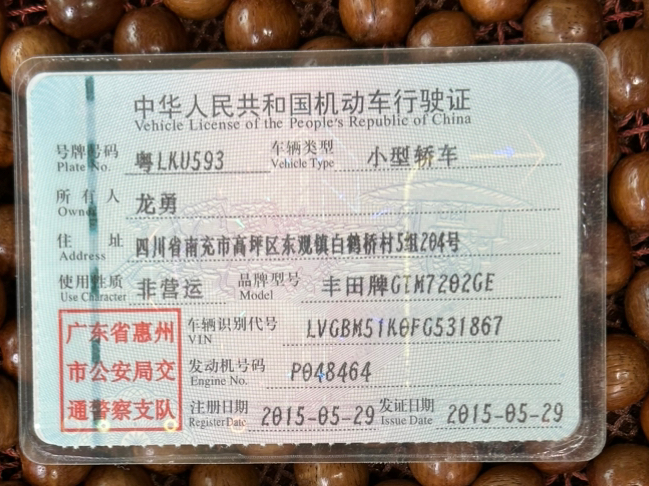 中华人民共和国机动车行驶证
Vehicle License of the People's Republic of China
号牌号码 粤LKU593 车辆类型 小型轿车
Plate No. Vehicle Type
所有人 龙勇
Owner
住址 四川省南充市高坪区东观镇白鹤桥村5组204号
Address
使用性质 非营运 品牌型号 丰田牌GTM7202GE
Use Character Model
车辆识别代号 LVGBM51K0FG531867
VIN
发动机号码 P048464
Engine No.
注册日期 2015-05-29 发证日期 2015-05-29
Register Date Issue Date
广东省惠州
市公安局交
通警察支队